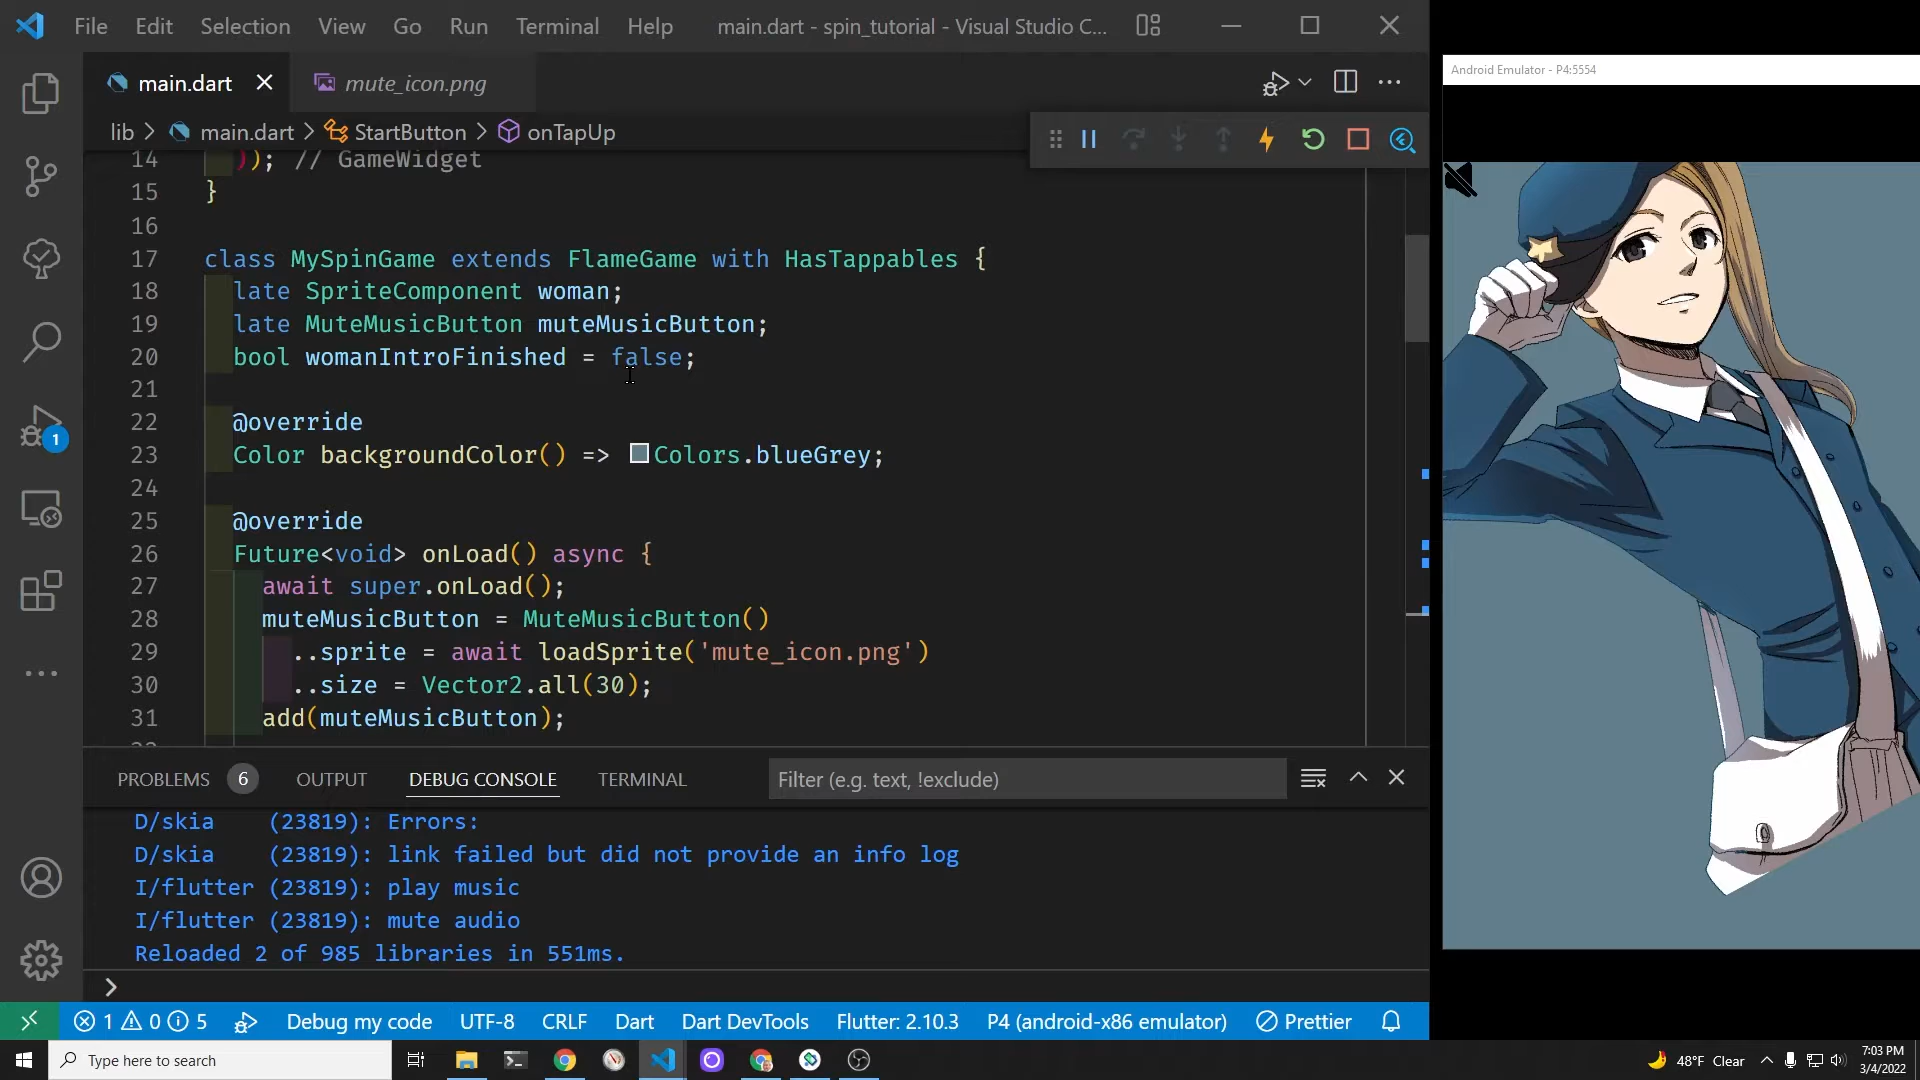 File Edit Selection View Go Run Terminal Help main.dart - spin_tutorial - Visual Studio C...
main.dart mute_icon.png
lib > main.dart > StartButton > onTapUp
Android Emulator - P4:5554
14 )); // GameWidget
15 }
16
17 class MySpinGame extends FlameGame with HasTappables {
18 late SpriteComponent woman;
19 late MuteMusicButton muteMusicButton;
20 bool womanIntroFinished = false;
21
22 @override
23 Color backgroundColor() => Colors.blueGrey;
24
25 @override
26 Future<void> onLoad() async {
27 await super.onLoad();
28 muteMusicButton = MuteMusicButton()
29 ..sprite = await loadSprite('mute_icon.png')
30 ..size = Vector2.all(30);
31 add(muteMusicButton);
1
PROBLEMS 6 OUTPUT DEBUG CONSOLE TERMINAL Filter (e.g. text, !exclude)
D/skia (23819): Errors:
D/skia (23819): link failed but did not provide an info log
I/flutter (23819): play music
I/flutter (23819): mute audio
Reloaded 2 of 985 libraries in 551ms.
>
1 0 5 Debug my code UTF-8 CRLF Dart Dart DevTools Flutter: 2.10.3 P4 (android-x86 emulator) Prettier
Type here to search
48°F Clear
7:03 PM
3/4/2022